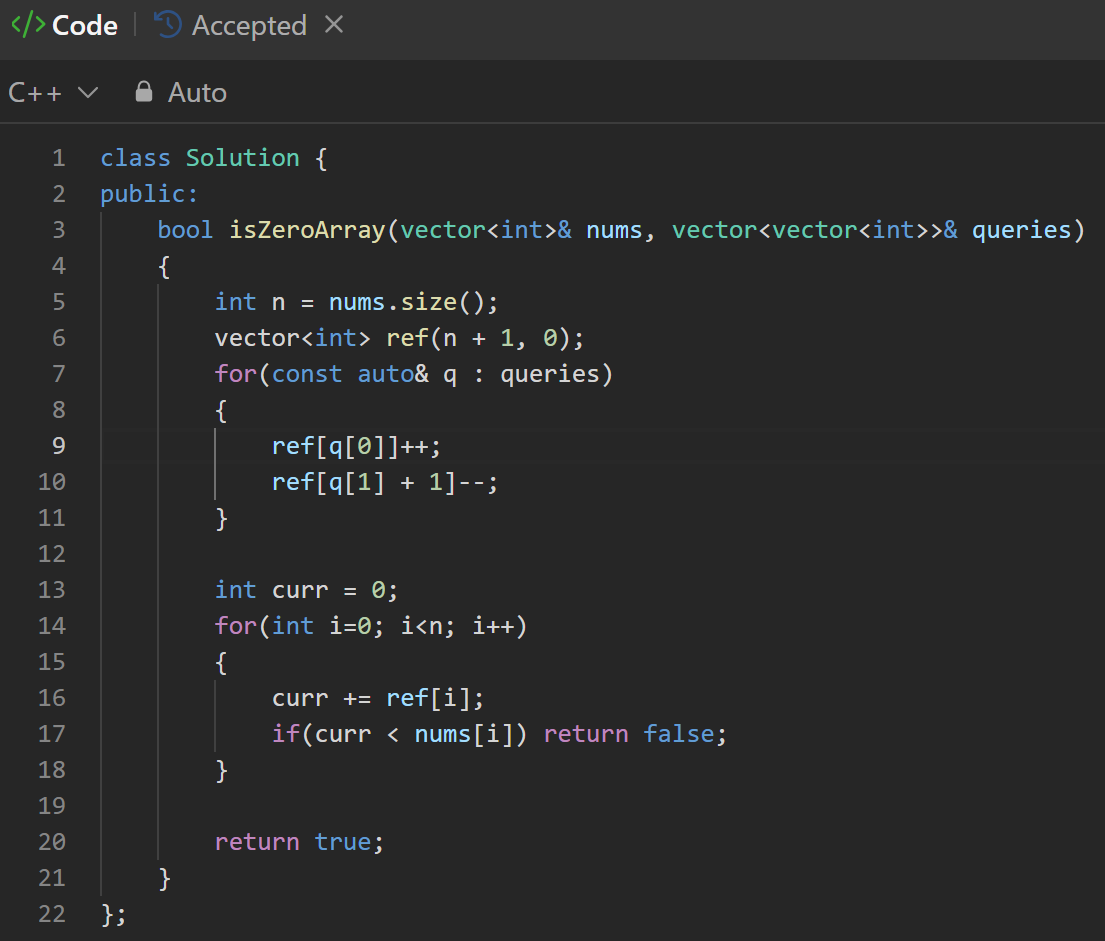 </> Code | Accepted ×
C++ Auto
1 class Solution {
2 public:
3     bool isZeroArray(vector<int>& nums, vector<vector<int>>& queries)
4     {
5         int n = nums.size();
6         vector<int> ref(n + 1, 0);
7         for(const auto& q : queries)
8         {
9             ref[q[0]]++;
10             ref[q[1] + 1]--;
11         }
12
13         int curr = 0;
14         for(int i=0; i<n; i++)
15         {
16             curr += ref[i];
17             if(curr < nums[i]) return false;
18         }
19
20         return true;
21     }
22 };